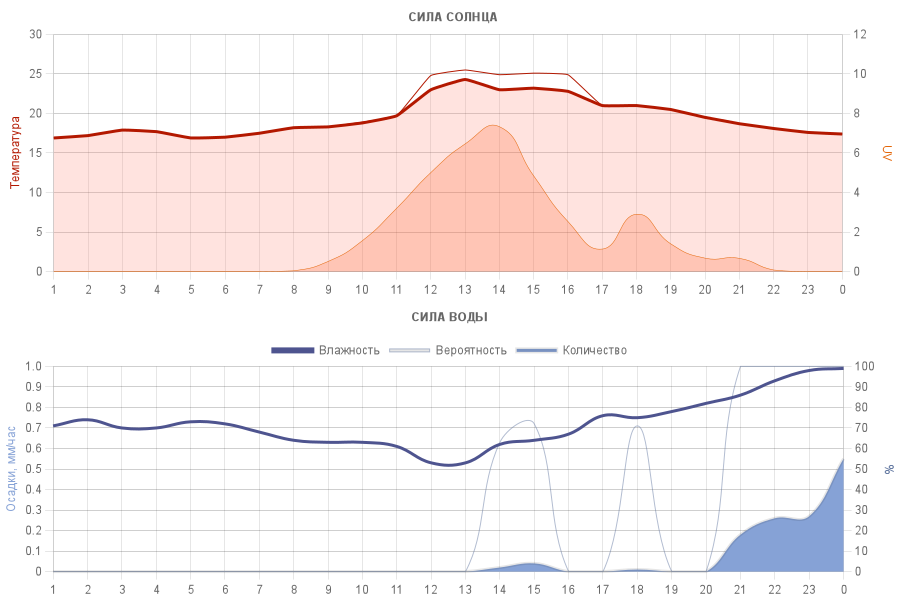 СИЛА СОЛНЦА
30 12
25 10
20 8
15 6
10 4
5 2
0 0
Температура
UV
1 2 3 4 5 6 7 8 9 10 11 12 13 14 15 16 17 18 19 20 21 22 23 0
СИЛА ВОДЫ
Влажность Вероятность Количество
1.0 100
0.9 90
0.8 80
0.7 70
0.6 60
0.5 50
0.4 40
0.3 30
0.2 20
0.1 10
0 0
Осадки, мм/час
%
1 2 3 4 5 6 7 8 9 10 11 12 13 14 15 16 17 18 19 20 21 22 23 0